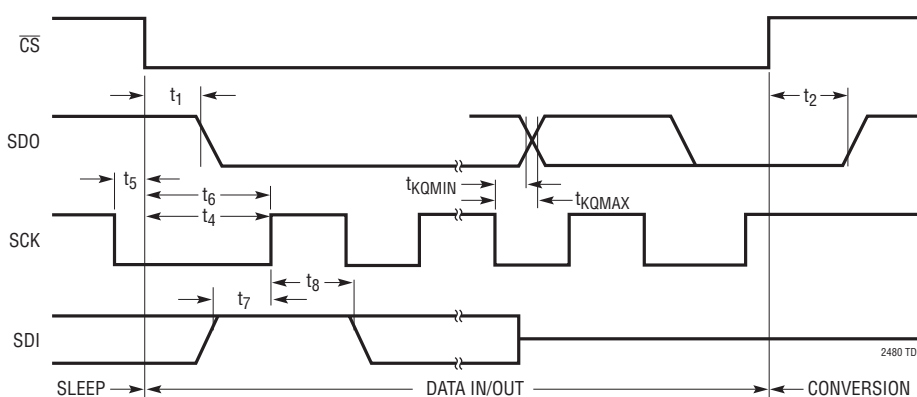 CS
t1
t2
SDO
t5
t6
tKQMIN
t4
tKQMAX
SCK
t8
t7
SDI
2480 TD
SLEEP
DATA IN/OUT
CONVERSION